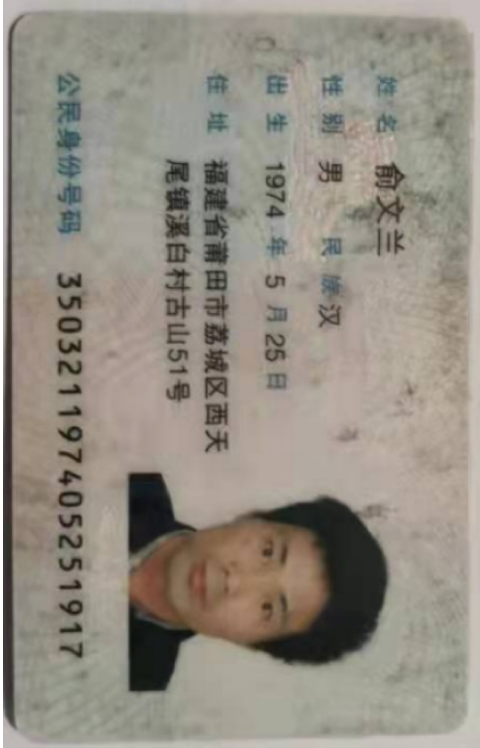 姓名 俞文兰
性别 男 民族 汉
出生 1974 年 5 月 25 日
住址 福建省莆田市荔城区西天
尾镇溪白村古山51号
公民身份号码 350321197405251917